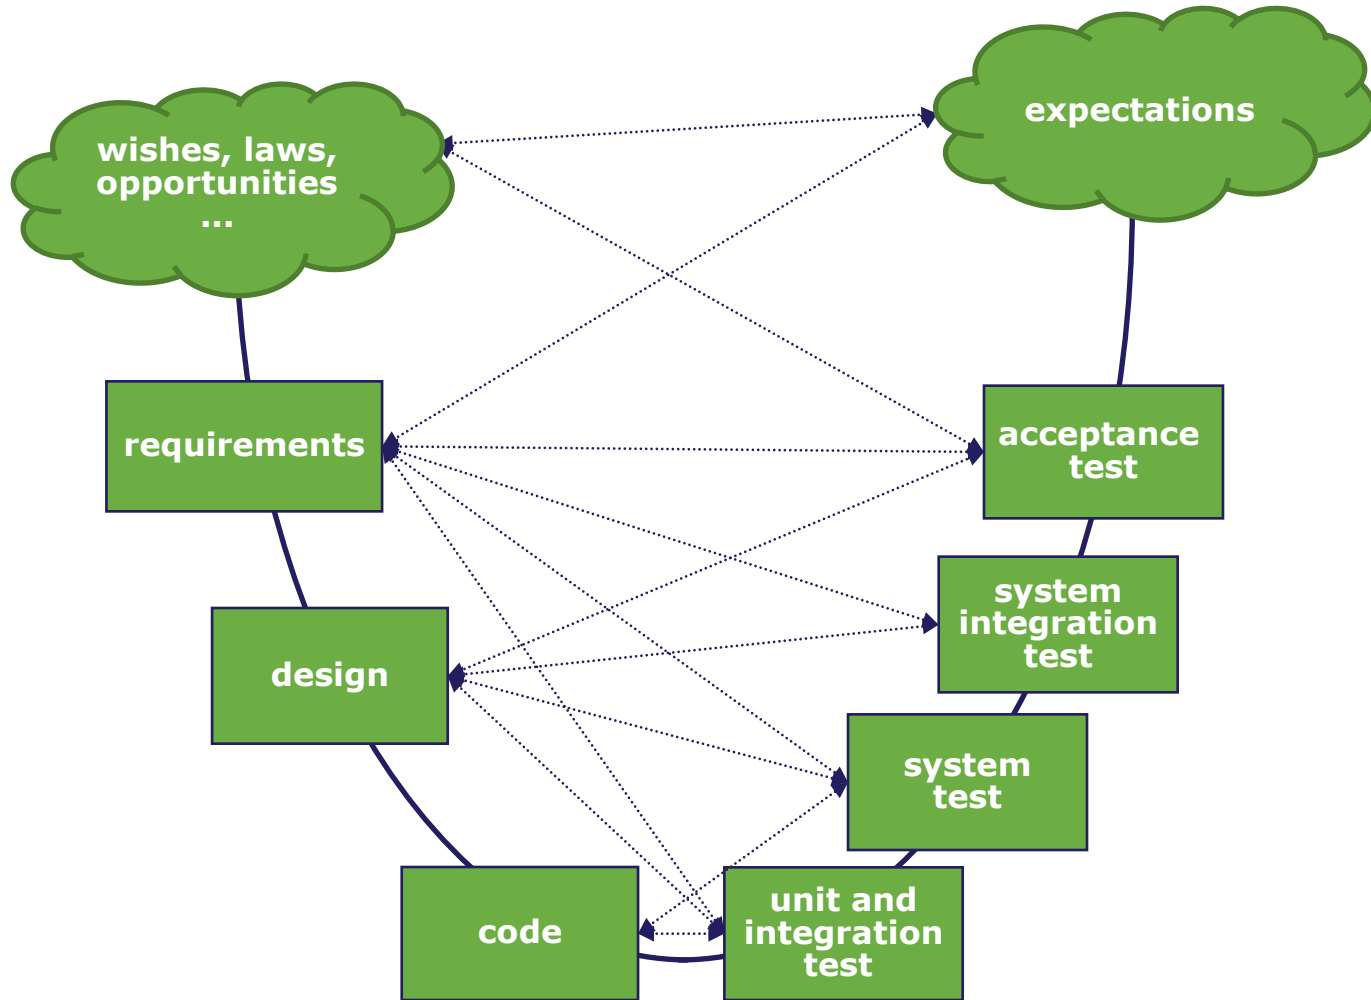 expectations
wishes, laws,
opportunities
...
requirements
acceptance
test
system
integration
test
design
system
test
code
unit and
integration
test